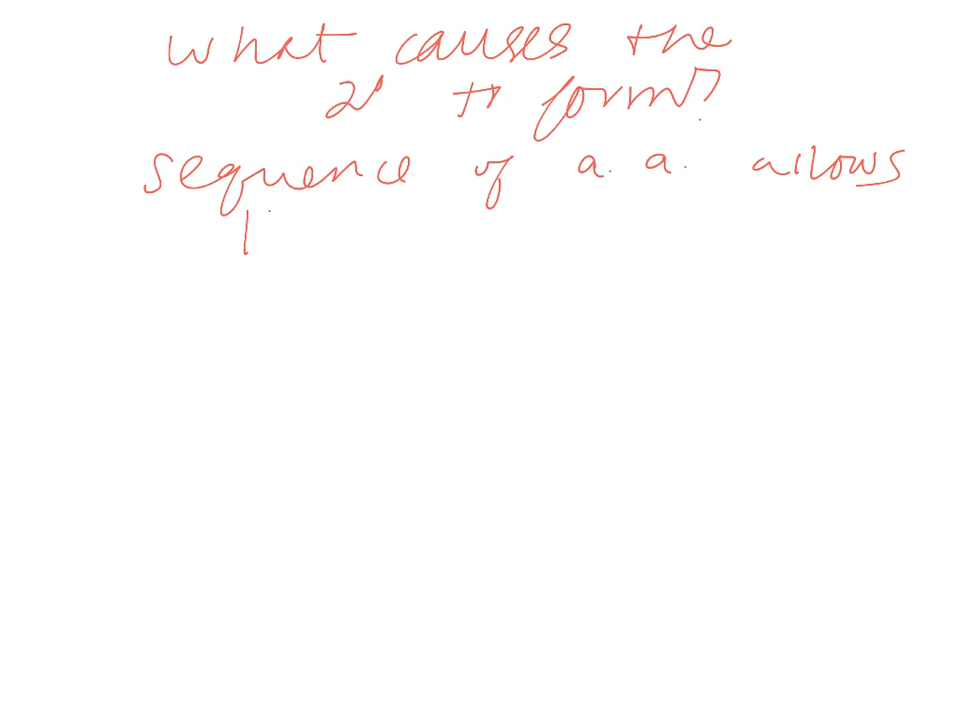 What causes the
2° to form?
sequence of a.a. allows